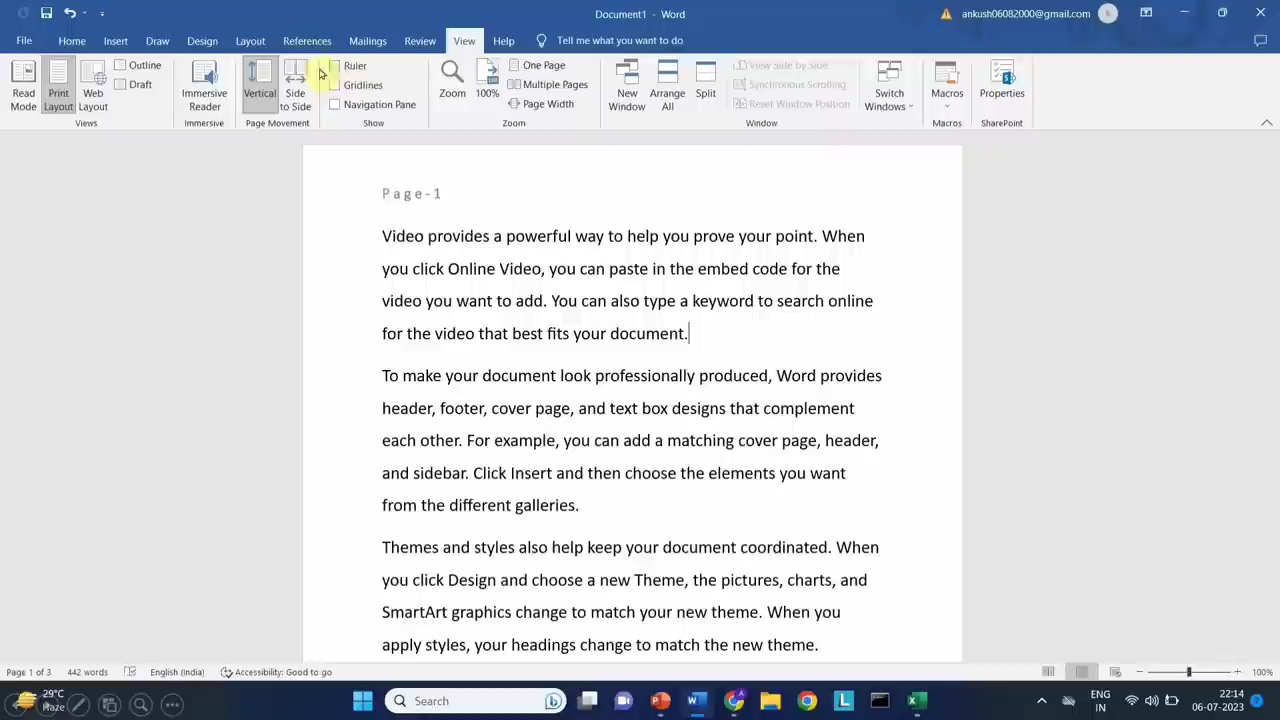 Document1 - Word
ankush06082000@gmail.com
File Home Insert Draw Design Layout References Mailings Review View Help Tell me what you want to do
Read Mode
Print Layout
Web Layout
Outline
Draft
Views
Immersive Reader
Immersive
Vertical
Side to Side
Page Movement
Ruler
Gridlines
Navigation Pane
Show
Zoom
100%
One Page
Multiple Pages
Page Width
Zoom
New Window
Arrange All
Split
View Side by Side
Synchronous Scrolling
Reset Window Position
Window
Switch Windows
Macros
Macros
Properties
SharePoint
Page-1
Video provides a powerful way to help you prove your point. When
you click Online Video, you can paste in the embed code for the
video you want to add. You can also type a keyword to search online
for the video that best fits your document.
To make your document look professionally produced, Word provides
header, footer, cover page, and text box designs that complement
each other. For example, you can add a matching cover page, header,
and sidebar. Click Insert and then choose the elements you want
from the different galleries.
Themes and styles also help keep your document coordinated. When
you click Design and choose a new Theme, the pictures, charts, and
SmartArt graphics change to match your new theme. When you
apply styles, your headings change to match the new theme.
Page 1 of 3 442 words English (India) Accessibility: Good to go 100%
29°C
Haze
Search
ENG
IN
22:14
06-07-2023